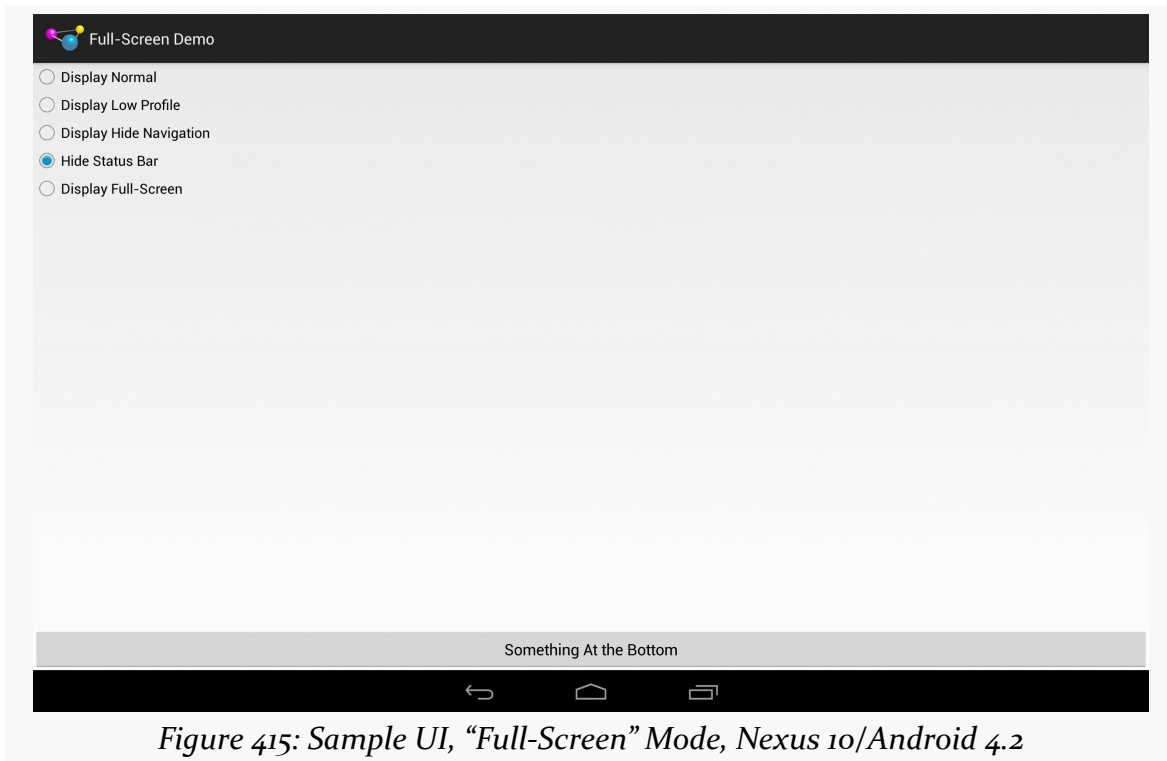 Full-Screen Demo
Display Normal
Display Low Profile
Display Hide Navigation
Hide Status Bar
Display Full-Screen
Something At the Bottom
Figure 415: Sample UI, “Full-Screen” Mode, Nexus 10/Android 4.2